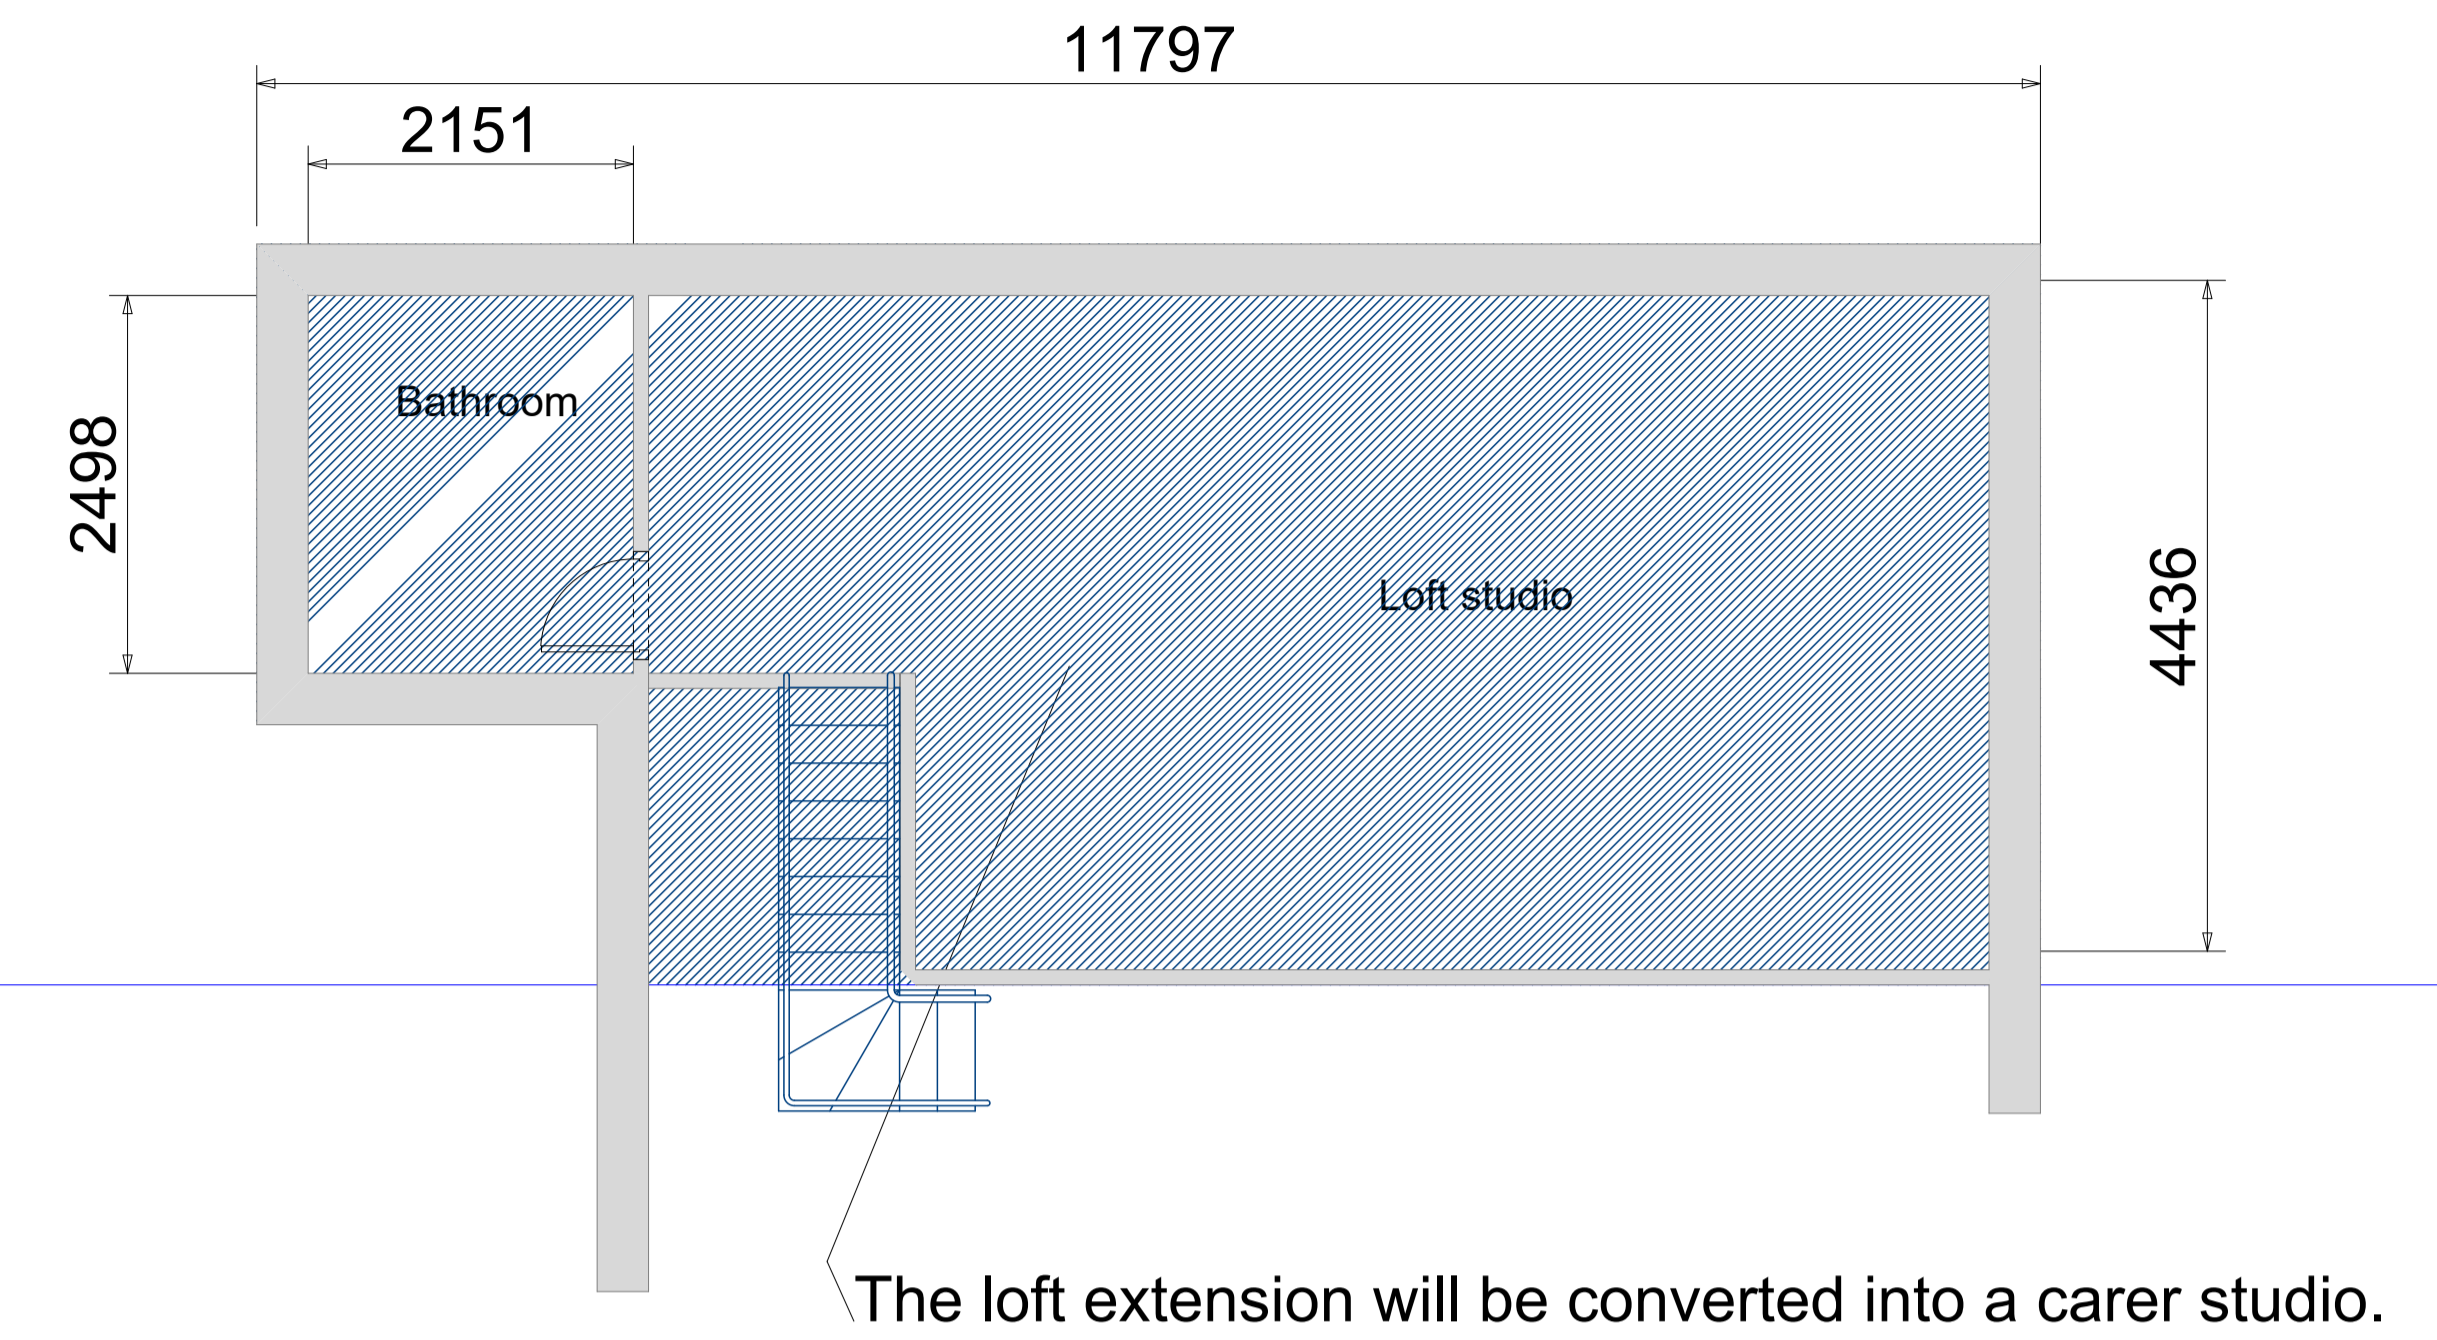 11797
2151
2498
Bathroom
Loft studio
4436
The loft extension will be converted into a carer studio.